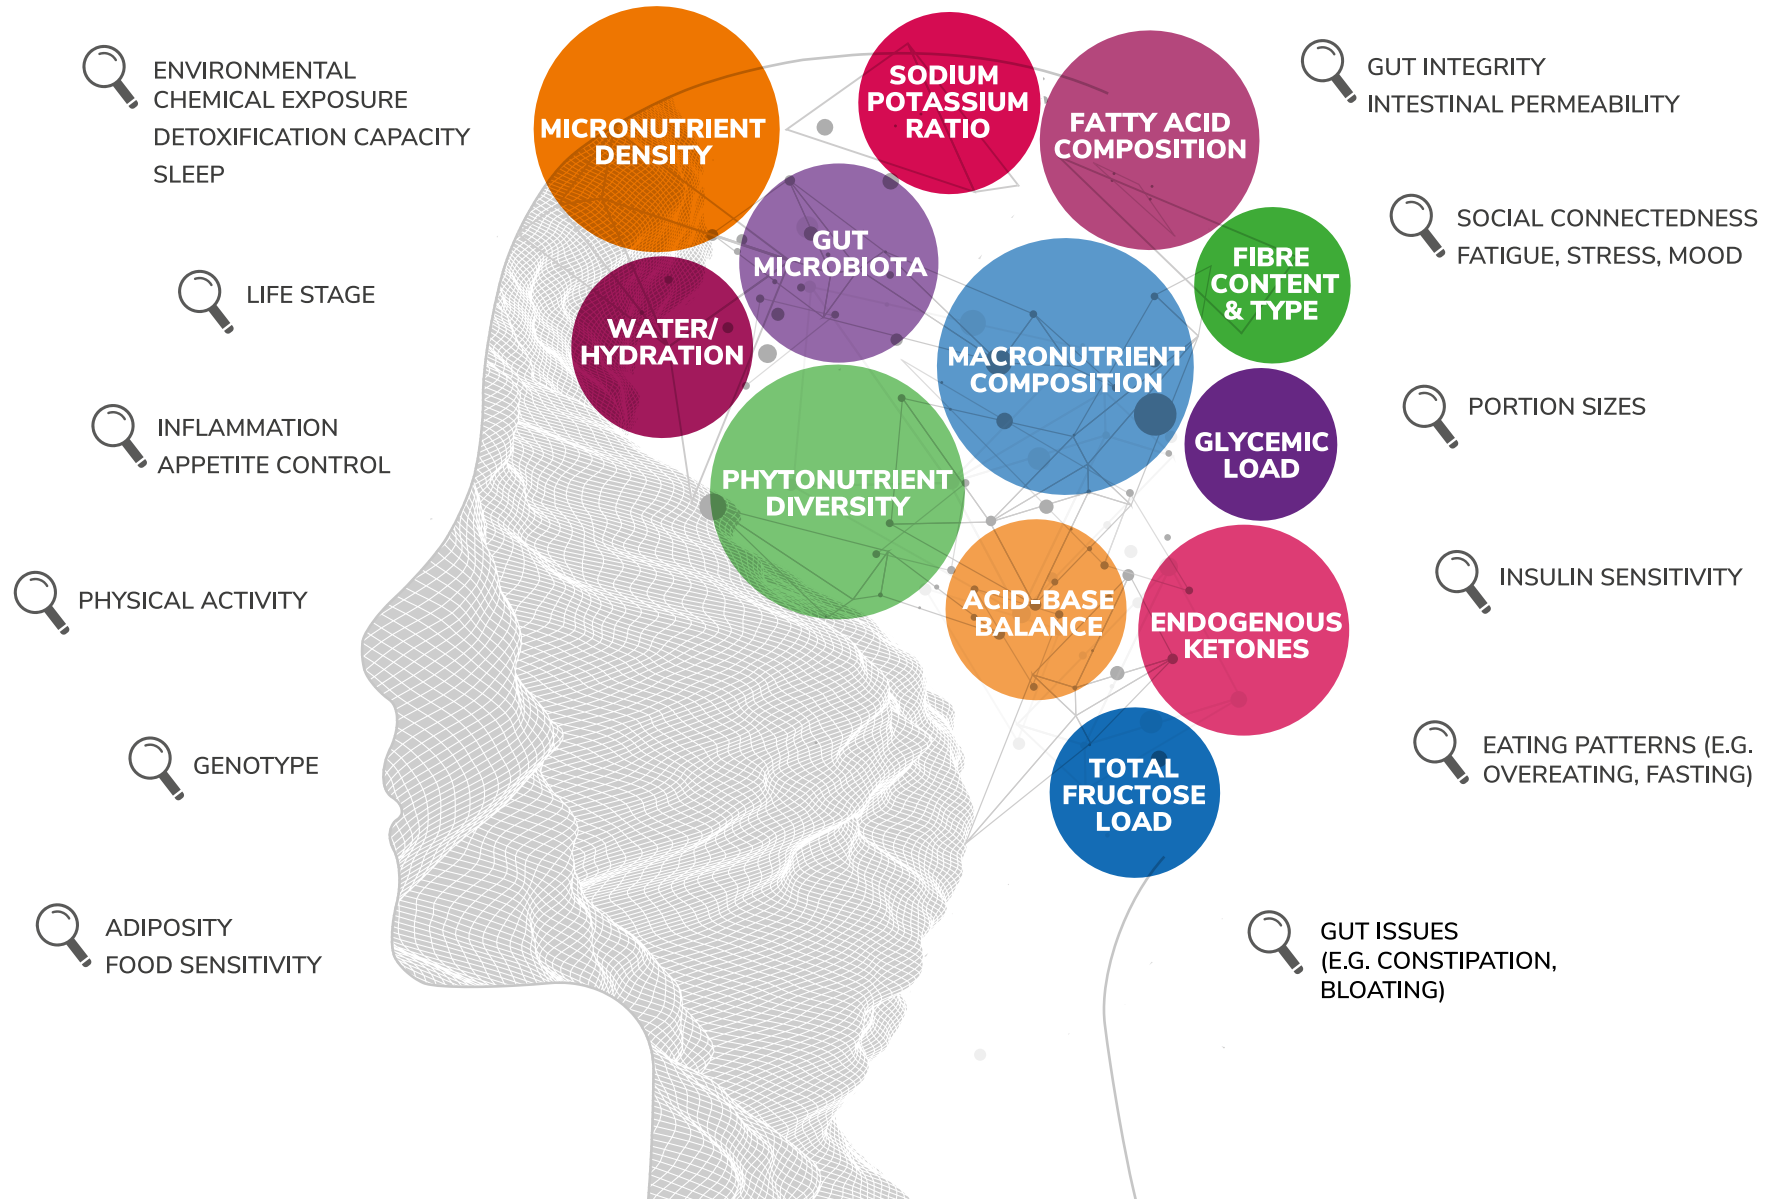 ENVIRONMENTAL
CHEMICAL EXPOSURE
DETOXIFICATION CAPACITY
SLEEP
LIFE STAGE
INFLAMMATION
APPETITE CONTROL
PHYSICAL ACTIVITY
GENOTYPE
ADIPOSITY
FOOD SENSITIVITY
MICRONUTRIENT
DENSITY
SODIUM
POTASSIUM
RATIO
FATTY ACID
COMPOSITION
GUT
MICROBIOTA
FIBRE
CONTENT
& TYPE
WATER/
HYDRATION
MACRONUTRIENT
COMPOSITION
GLYCEMIC
LOAD
PHYTONUTRIENT
DIVERSITY
ACID-BASE
BALANCE
ENDOGENOUS
KETONES
TOTAL
FRUCTOSE
LOAD
GUT INTEGRITY
INTESTINAL PERMEABILITY
SOCIAL CONNECTEDNESS
FATIGUE, STRESS, MOOD
PORTION SIZES
INSULIN SENSITIVITY
EATING PATTERNS (E.G.
OVEREATING, FASTING)
GUT ISSUES
(E.G. CONSTIPATION,
BLOATING)